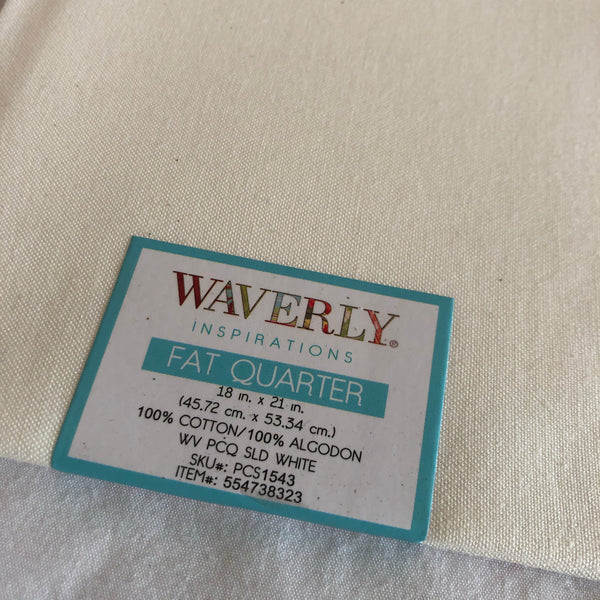 WAVERLY®
INSPIRATIONS
FAT QUARTER
18 in. x 21 in.
(45.72 cm. x 53.34 cm.)
100% COTTON/100% ALGODON
WV PCQ SLD WHITE
SKU#: PCS1543
ITEM#: 554738323